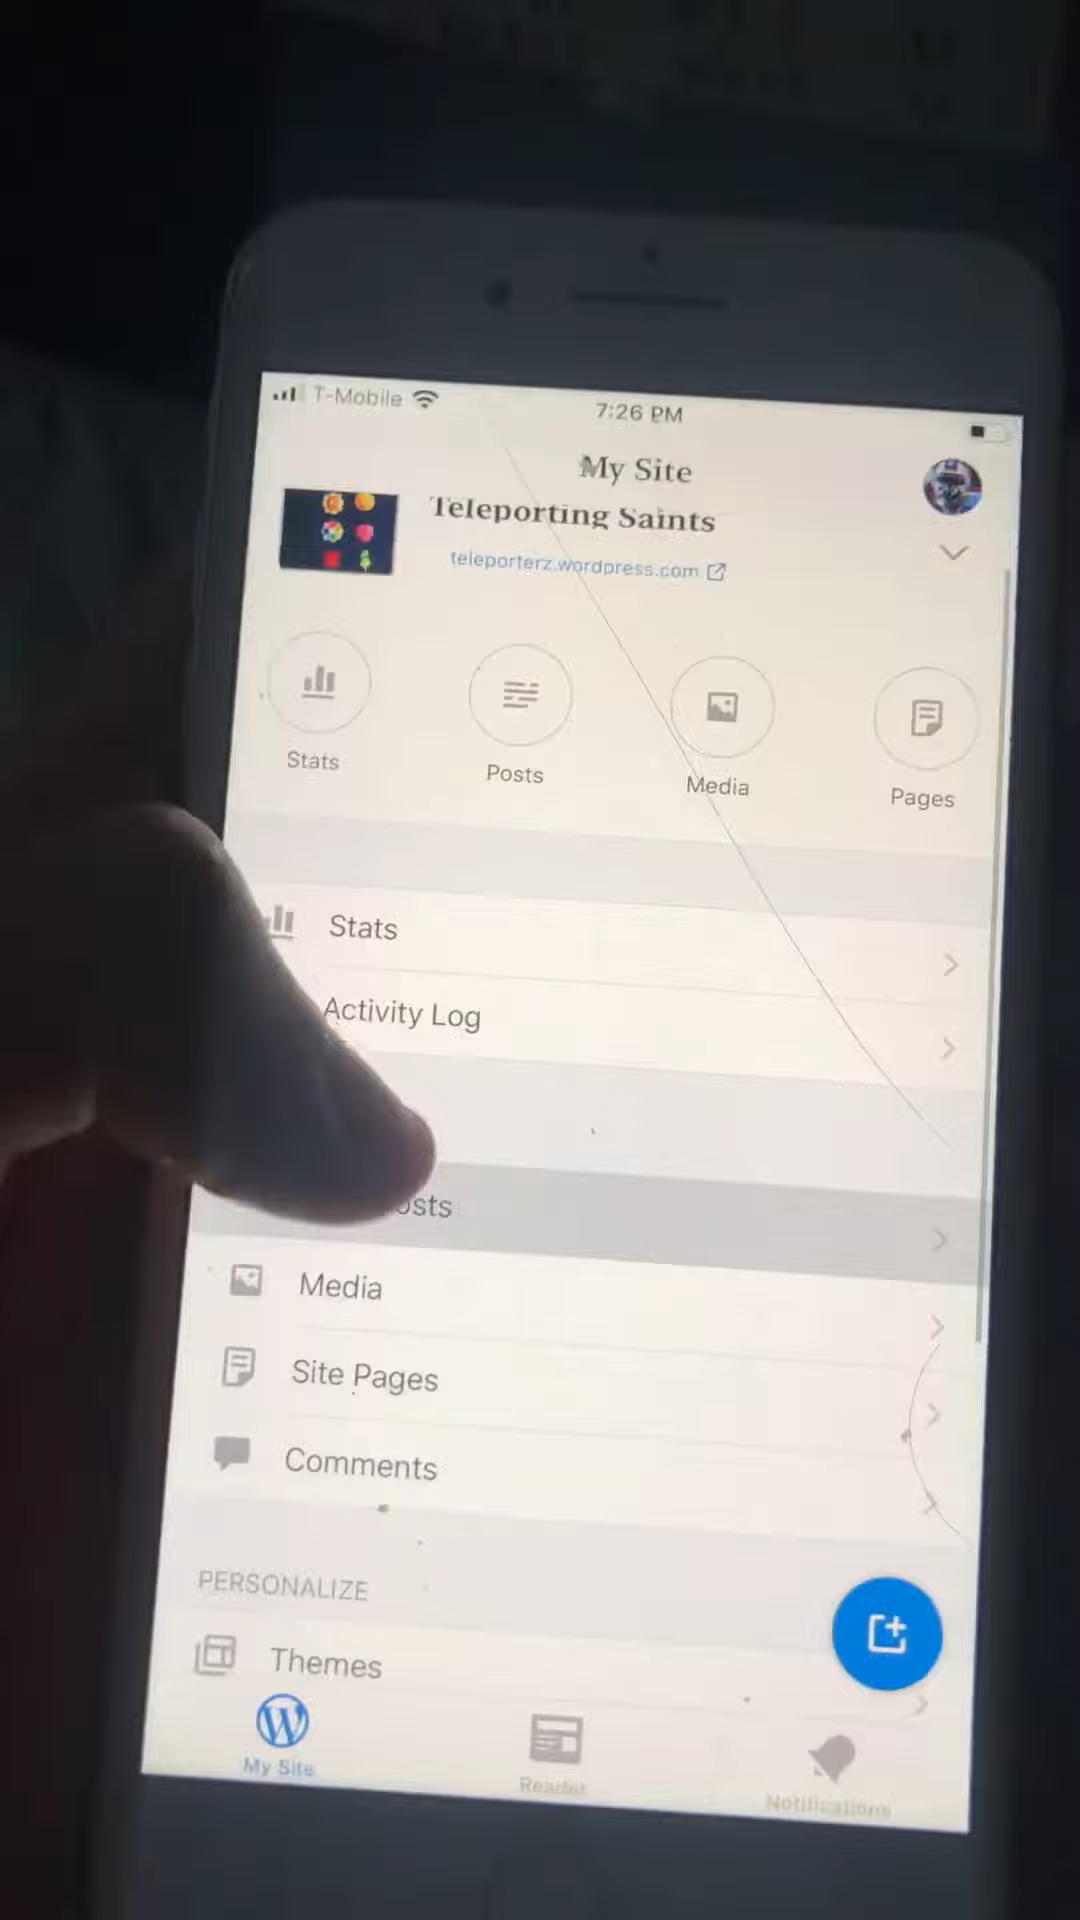 T-Mobile
7:26 PM
My Site
Teleporting Saints
teleporterz.wordpress.com
Stats
Posts
Media
Pages
Stats
Activity Log
osts
Media
Site Pages
Comments
PERSONALIZE
Themes
My Site
Reader
Notifications